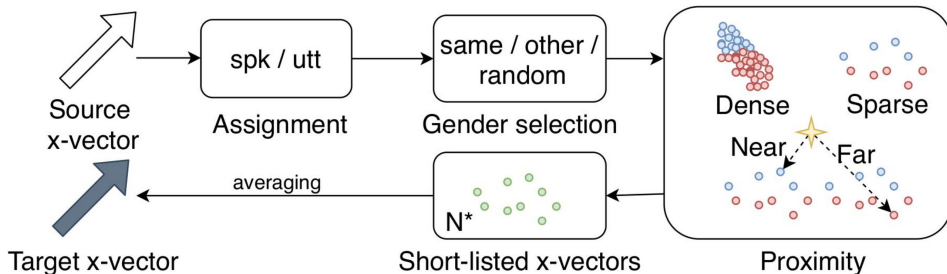 Source
x-vector
spk / utt
Assignment
same / other /
random
Gender selection
Dense
Sparse
Near
Far
Proximity
N*
Short-listed x-vectors
averaging
Target x-vector